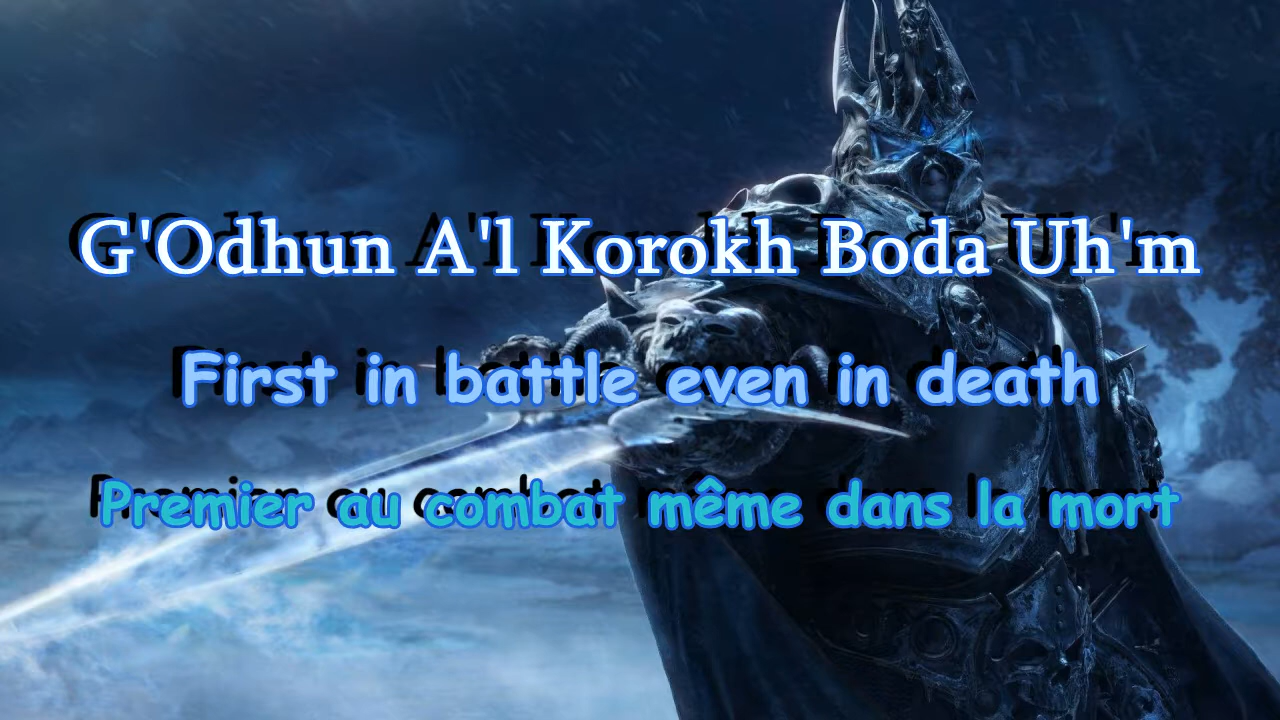 G'Odhun A'l Korokh Boda Uh'm
First in battle even in death
Premier au combat même dans la mort